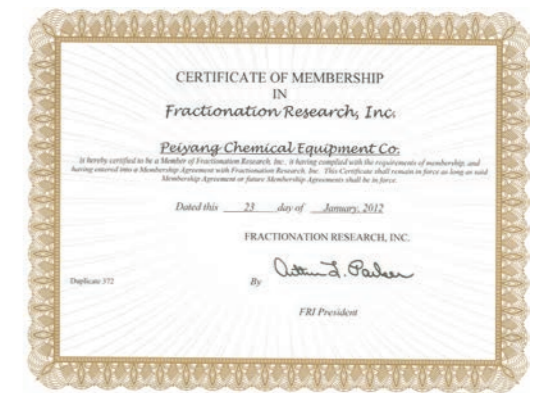 CERTIFICATE OF MEMBERSHIP
IN
Fractionation Research, Inc.
Peiyang Chemical Equipment Co.
is hereby certified to be a Member of Fractionation Research, Inc., it having complied with the requirements of membership, and
having entered into a Membership Agreement with Fractionation Research, Inc. This Certificate shall remain in force as long as said
Membership Agreement or future Membership Agreements shall be in force.
Dated this 23 day of January, 2012
FRACTIONATION RESEARCH, INC.
Duplicate 372
By
FRI President